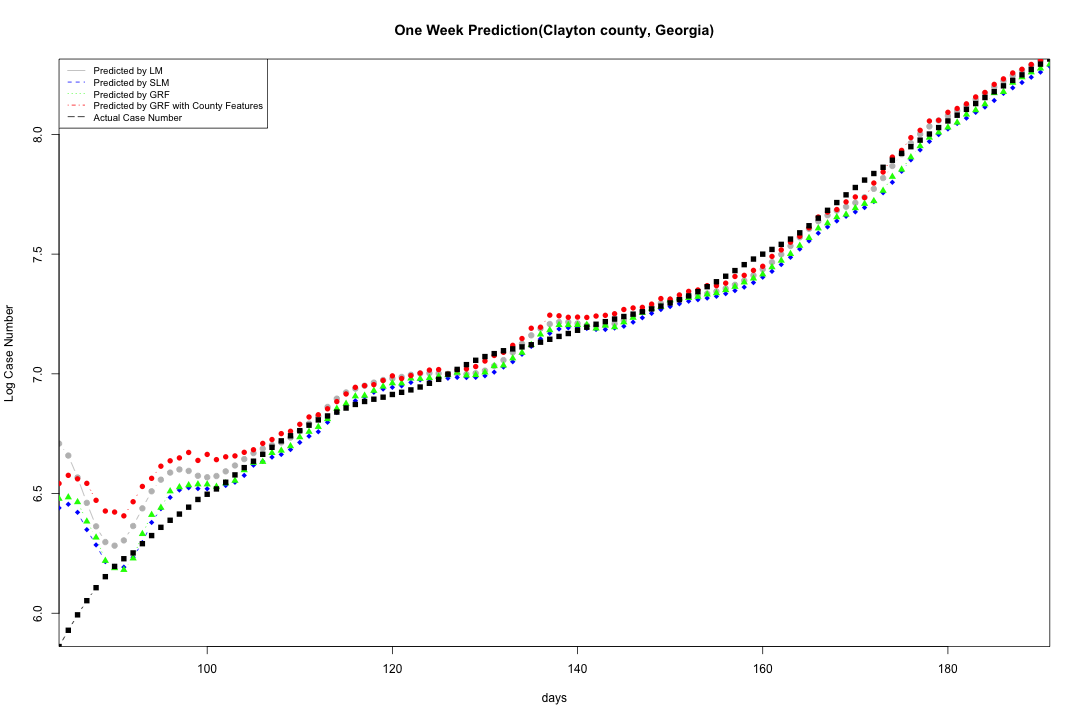 One Week Prediction(Clayton county, Georgia)
Predicted by LM
Predicted by SLM
Predicted by GRF
Predicted by GRF with County Features
Actual Case Number
Log Case Number
8.0
7.5
7.0
6.5
6.0
100 120 140 160 180
days